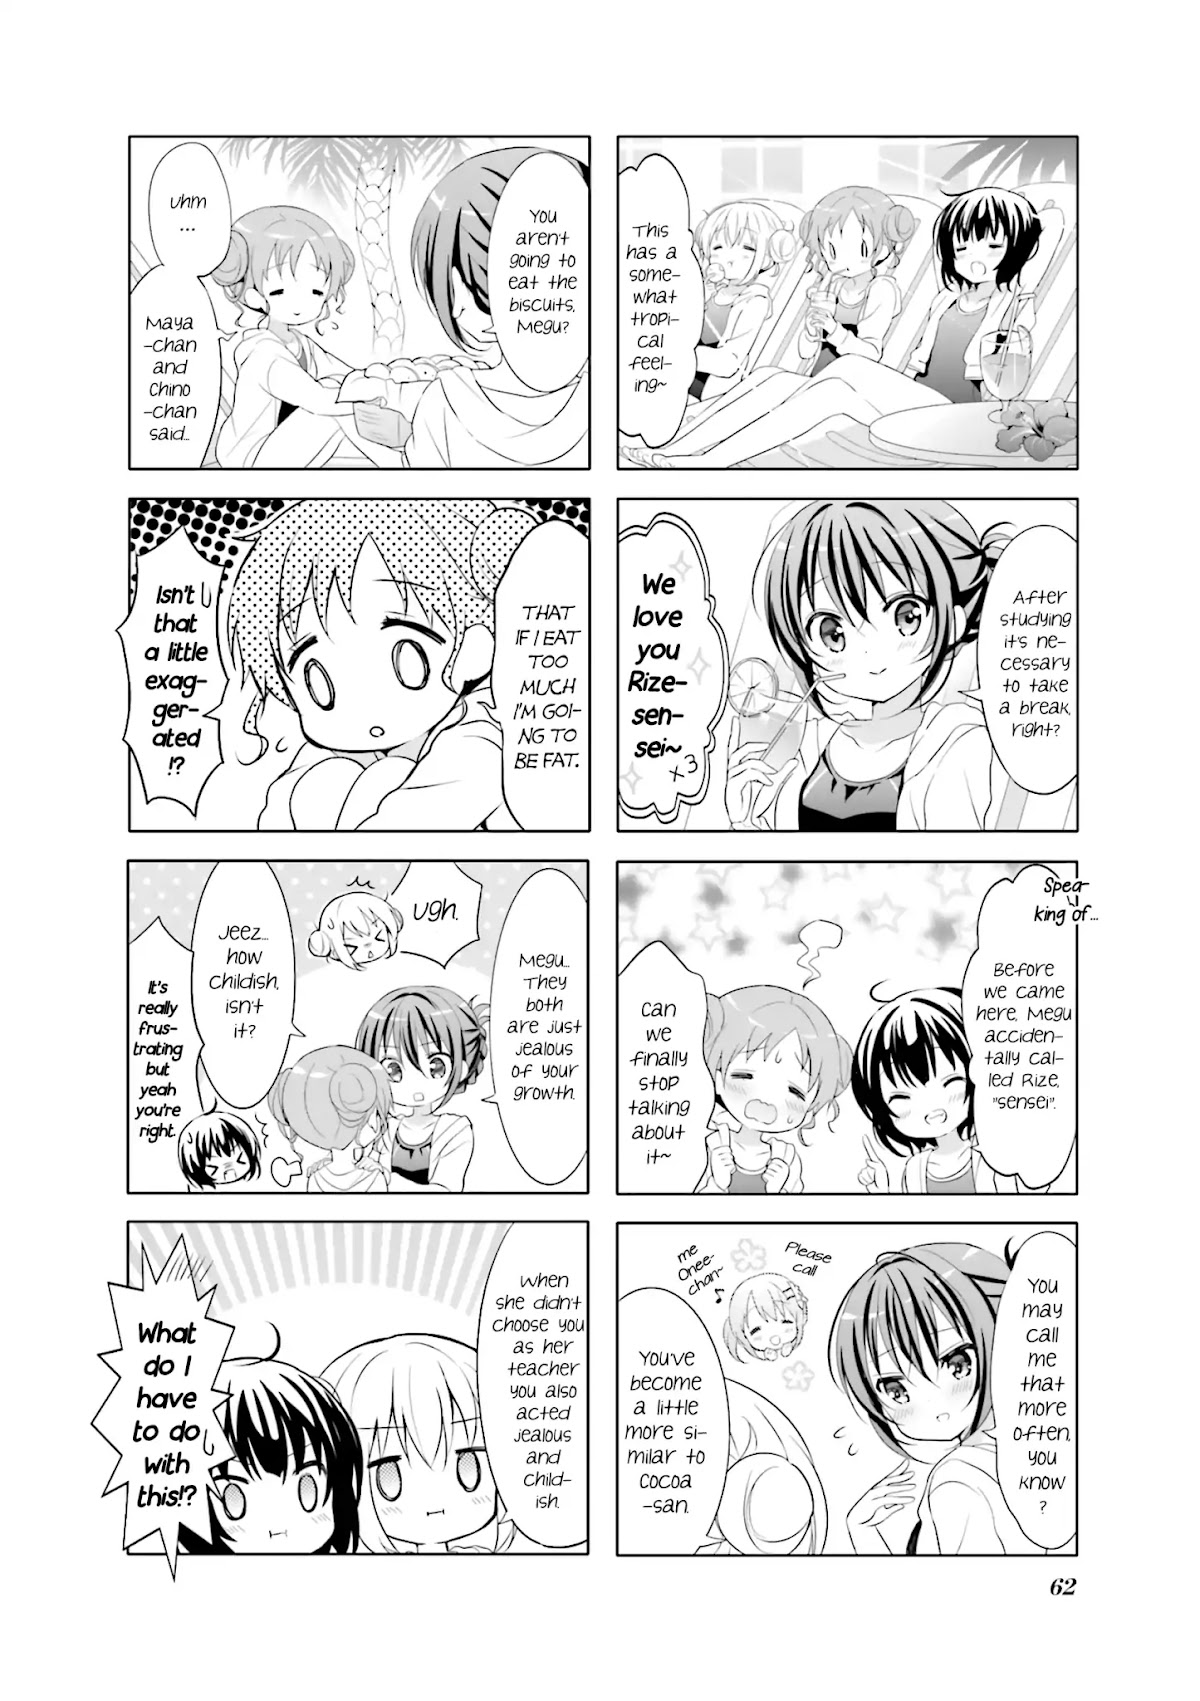 This
has a
some-
what
tropi-
cal
feel-
ing~
After
studying
it's ne-
cessary
to take
a break,
right?
We
love
you
Rize-
sen-
sei~
x3
Spea-
king of...
Before
we came
here, Megu
acciden-
tally cal-
led Rize,
"sensei".
Can
we
finally
stop
talking
about
it~
You
may
call
me
that
more
often,
you
know
?
Please
call
me
Onee-
chan~
♪
You've
become
a little
more si-
milar to
Cocoa
-san.
You
aren't
going to
eat the
biscuits,
Megu?
Uhm
...
Maya
-chan
and
Chino
-chan
said...
THAT
IF I EAT
TOO
MUCH
I'M GOI-
NG TO
BE FAT.
Isn't
that
a little
exag-
ger-
ated
!?
Megu...
They
both
are just
jealous
of your
growth.
Ugh.
Jeez...
how
childish,
isn't
it?
It's
really
frus-
trating
but
yeah
you're
right.
When
she didn't
choose you
as her
teacher
you also
acted
jealous
and
child-
ish.
What
do I
have
to do
with
this!?
62